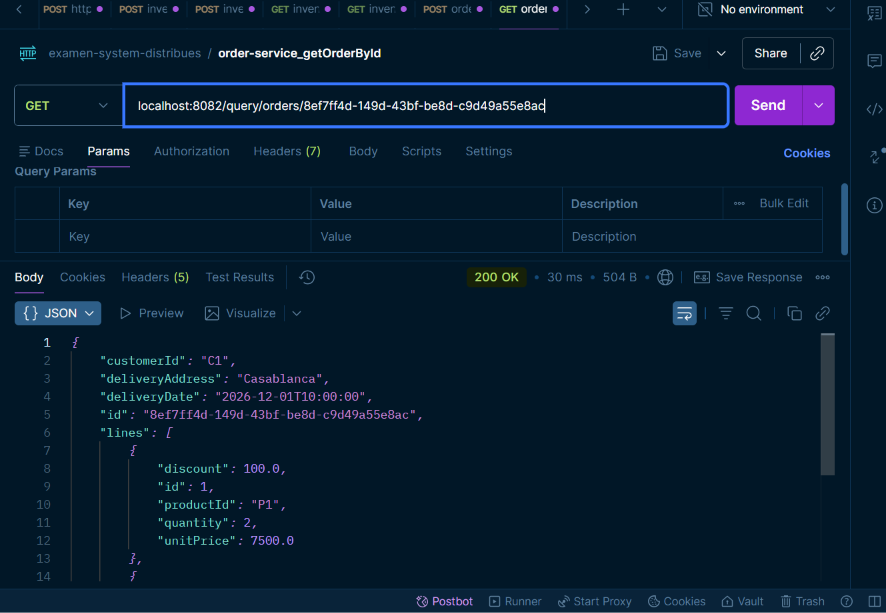 POST http POST inve POST inve GET inver GET inver POST orde GET order No environment
HTTP examen-system-distribues / order-service_getOrderById Save Share
GET localhost:8082/query/orders/8ef7ff4d-149d-43bf-be8d-c9d49a55e8ac Send
Docs Params Authorization Headers (7) Body Scripts Settings Cookies
Query Params
Key Value Description Bulk Edit
Key Value Description
Body Cookies Headers (5) Test Results 200 OK • 30 ms • 504 B • e.g. Save Response
{} JSON Preview Visualize
1 {
2 "customerId": "C1",
3 "deliveryAddress": "Casablanca",
4 "deliveryDate": "2026-12-01T10:00:00",
5 "id": "8ef7ff4d-149d-43bf-be8d-c9d49a55e8ac",
6 "lines": [
7 {
8 "discount": 100.0,
9 "id": 1,
10 "productId": "P1",
11 "quantity": 2,
12 "unitPrice": 7500.0
13 },
14 {
Postbot Runner Start Proxy Cookies Vault Trash